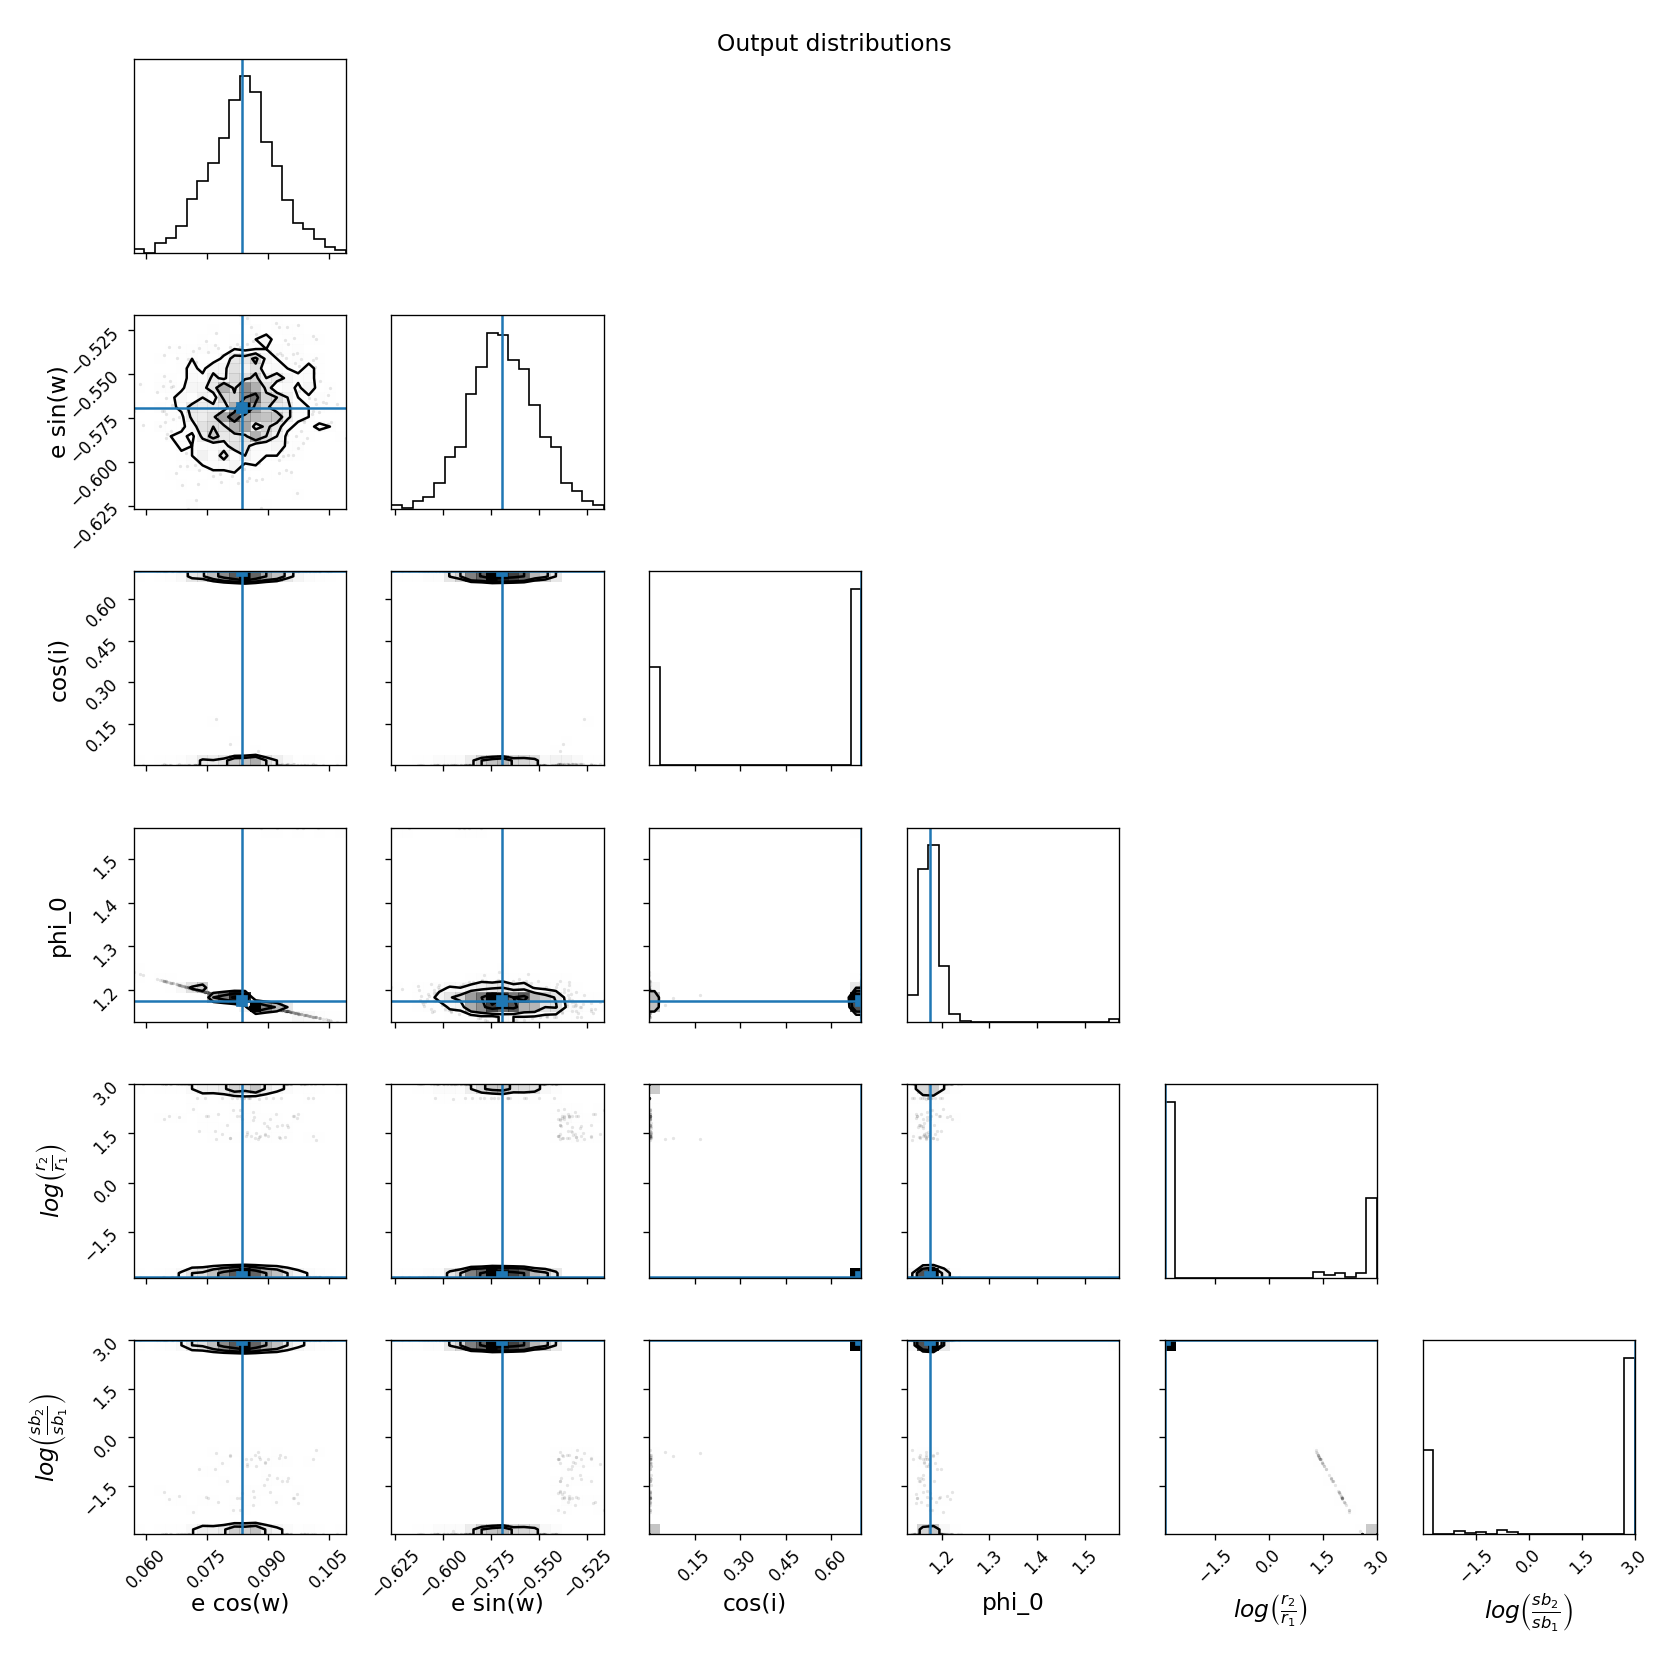 Output distributions
−0.525
−0.550
−0.575
−0.600
−0.625
e sin(w)
0.60
0.45
0.30
0.15
cos(i)
1.5
1.4
1.3
1.2
phi_0
3.0
1.5
0.0
−1.5
log(r2/r1)
3.0
1.5
0.0
−1.5
log(sb2/sb1)
0.060 0.075 0.090 0.105
e cos(w)
−0.625 −0.600 −0.575 −0.550 −0.525
e sin(w)
0.15 0.30 0.45 0.60
cos(i)
1.2 1.3 1.4 1.5
phi_0
−1.5 0.0 1.5 3.0
log(r2/r1)
−1.5 0.0 1.5 3.0
log(sb2/sb1)